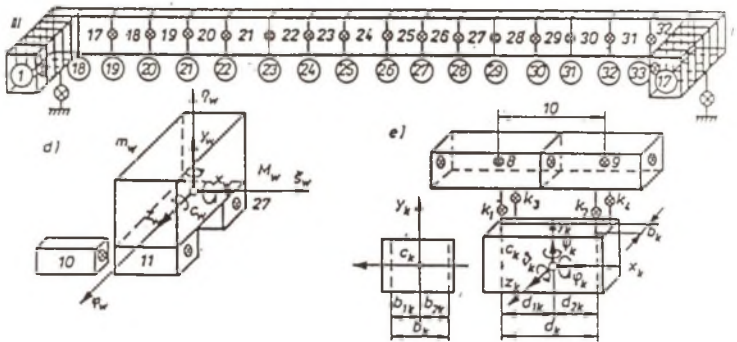 17 18 19 20 21 22 23 24 25 26 27 28 29 30 31 32
1 18 19 20 21 22 23 24 25 26 27 28 29 30 31 32 33 17
d)
m_w
η_w
y_w
M_w
ξ_w
c_w
27
10
11
φ_w
e)
10
8 9
k_1 k_3 k_2 k_4
y_k
c_k
b_1k b_2k
b_k
c_k
ϑ_k
ψ_k
φ_k
x_k
z_k
b_k
d_1k d_2k
d_k